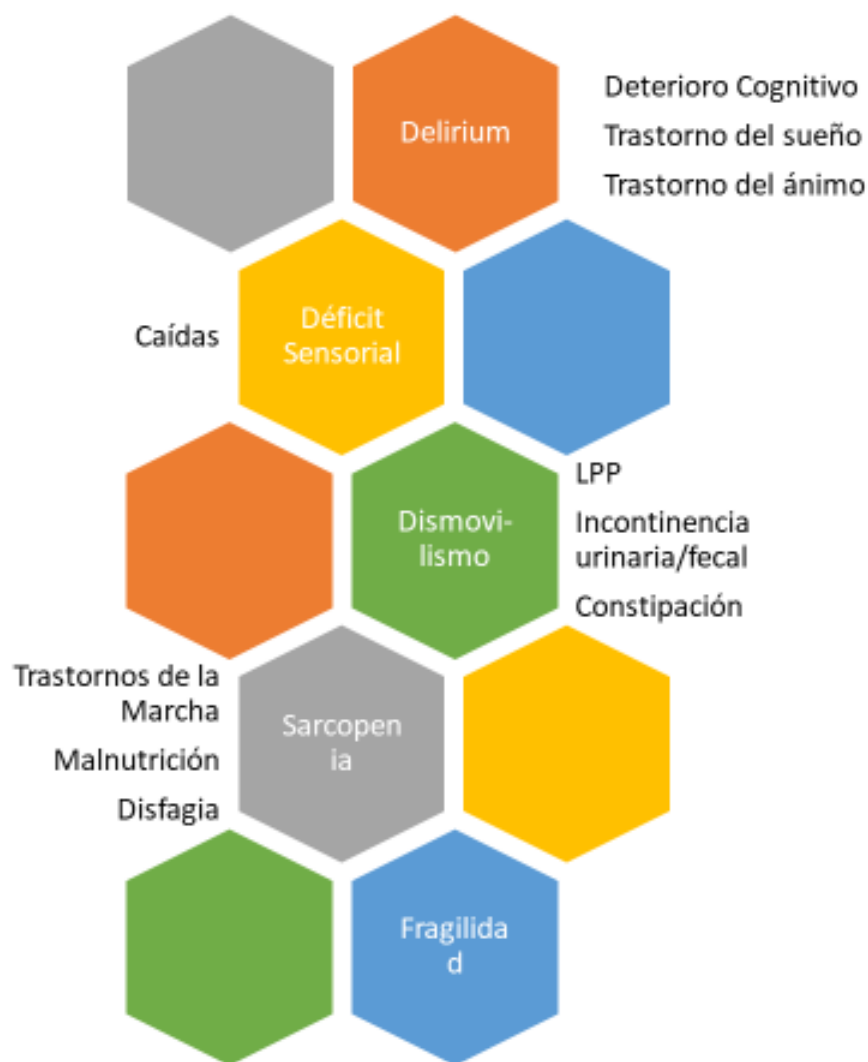 Delirium
Deterioro Cognitivo
Trastorno del sueño
Trastorno del ánimo
Caídas
Déficit
Sensorial
Dismovi-
lismo
LPP
Incontinencia
urinaria/fecal
Constipación
Trastornos de la
Marcha
Malnutrición
Disfagia
Sarcopen
ia
Fragilida
d